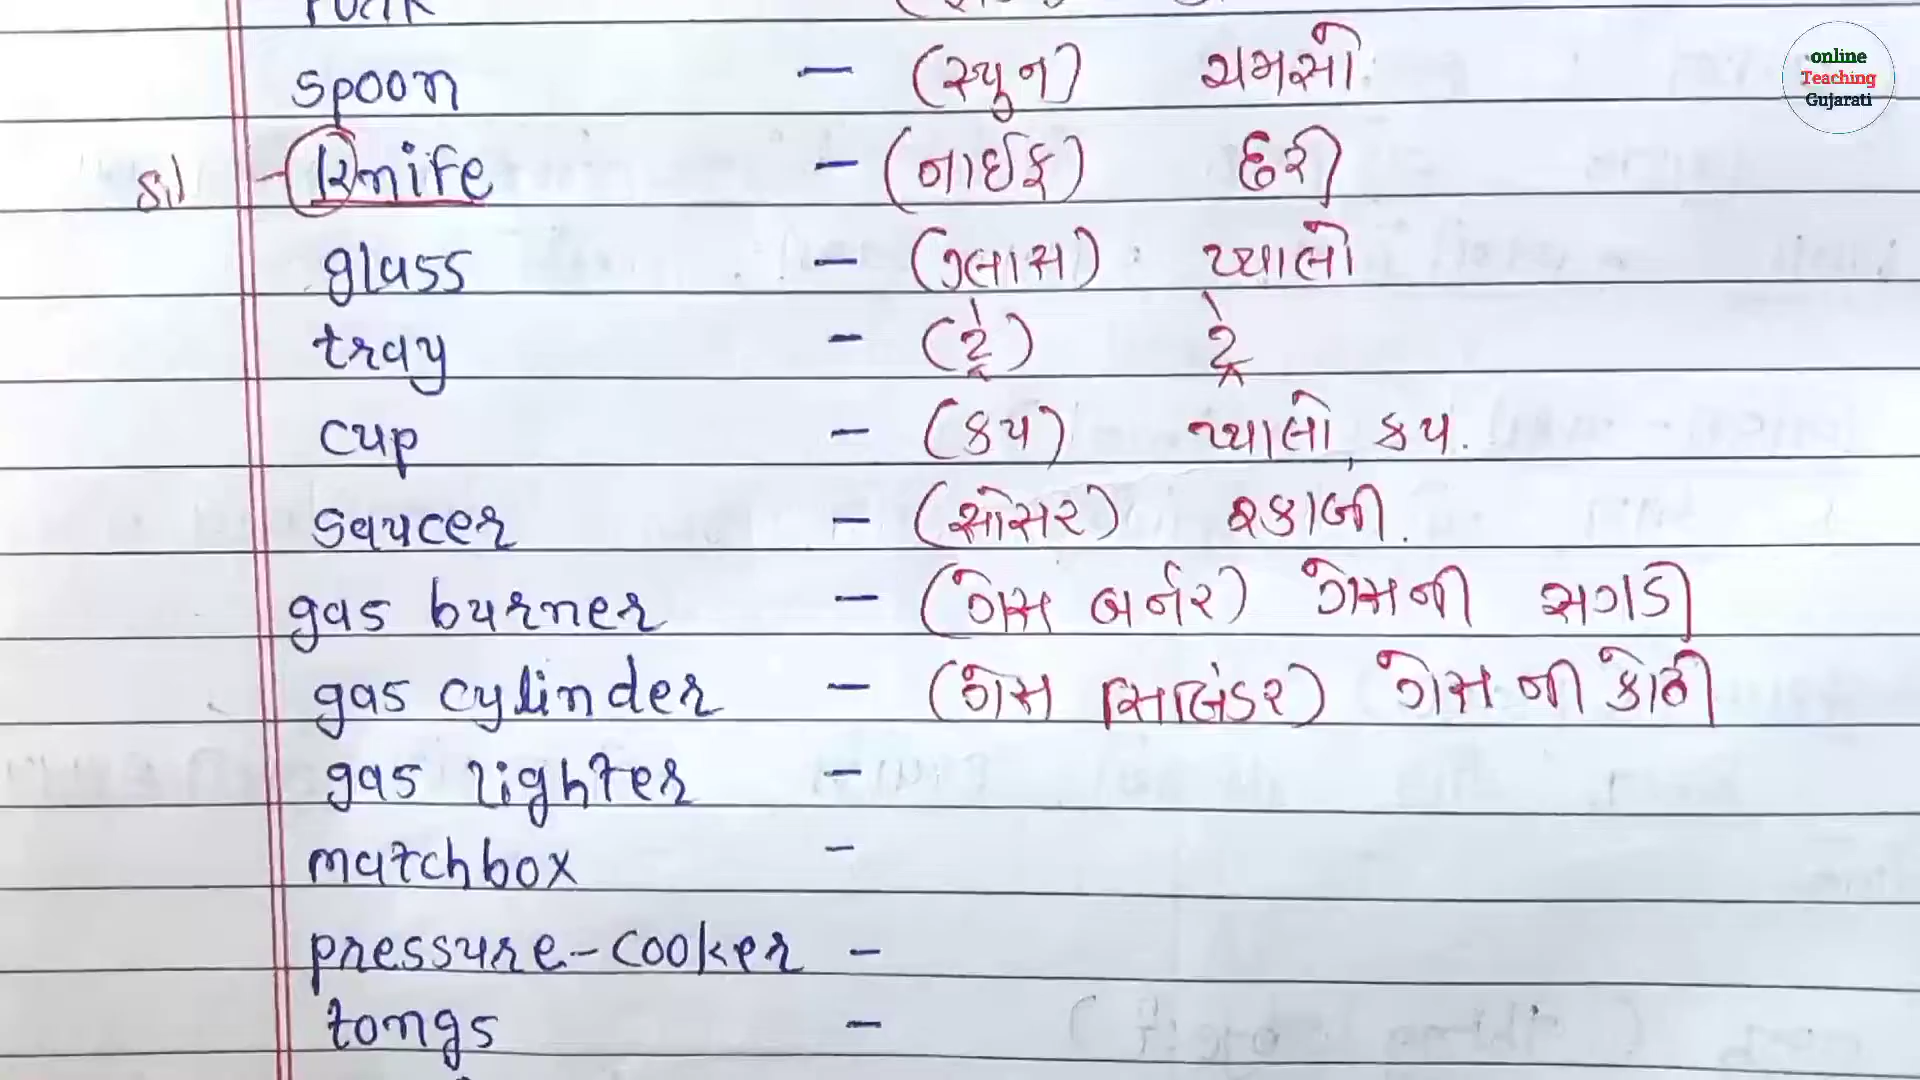 spoon - (સ્પુન) ચમચો
sil - knife - (નાઈફ) છરી
glass - (ગ્લાસ) પ્યાલો
tray - (ટ્રે) ટ્રે
cup - (કપ) પ્યાલો, કપ.
saucer - (સોસર) રકાબી.
gas burner - (ગેસ બર્નર) ગેસની સગડી
gas cylinder - (ગેસ સિલિંડર) ગેસ ની કોઠી
gas lighter -
matchbox -
pressure-cooker -
tongs -
online
Teaching
Gujarati